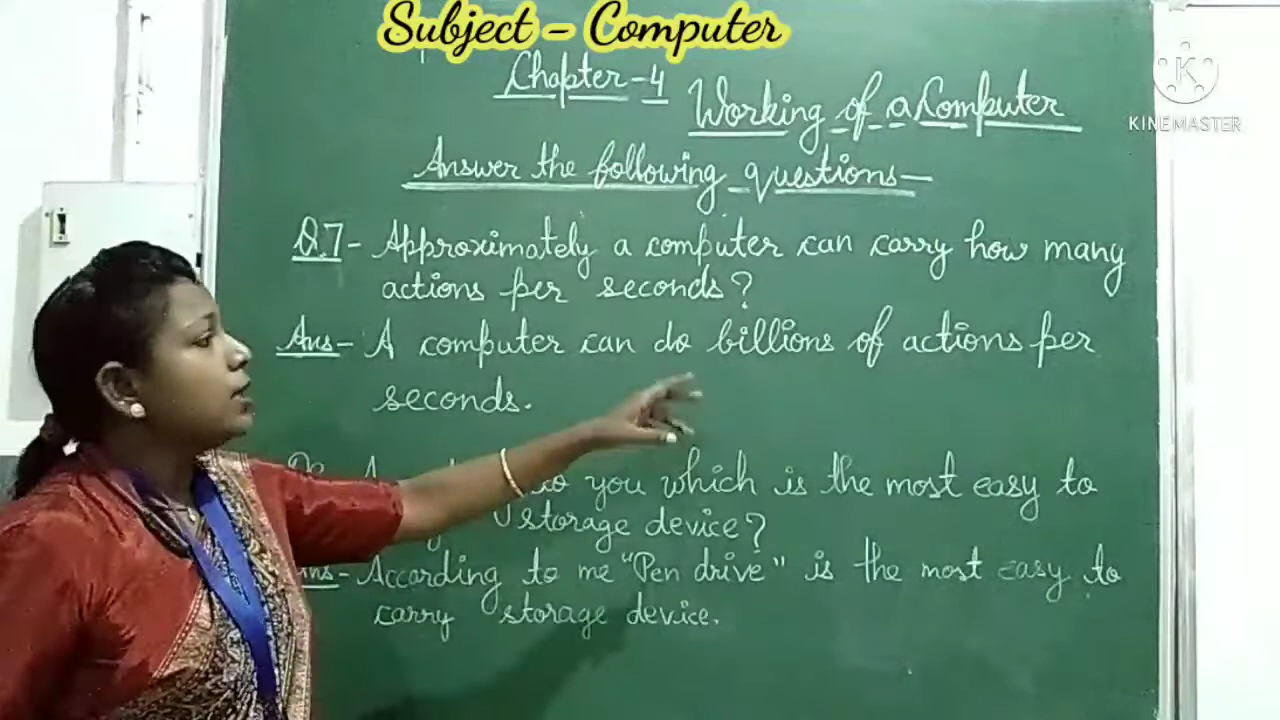 Subject - Computer
Chapter-4
Working of a Computer
KINEMASTER
Answer the following questions-
Q.7- Approximately a computer can carry how many
actions per seconds?
Ans- A computer can do billions of actions per
seconds.
you which is the most easy to
storage device?
Ans- According to me "Pen drive" is the most easy to
carry storage device.